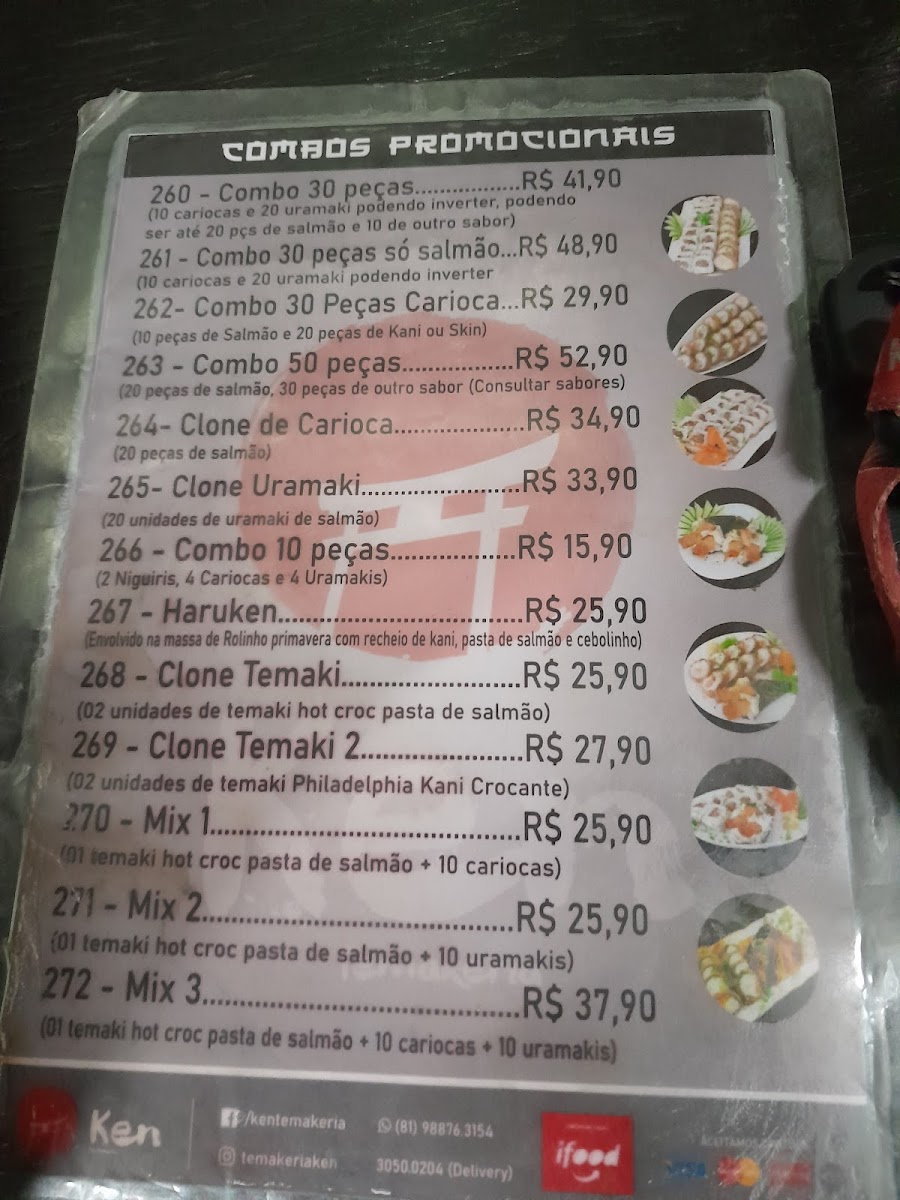 COMBOS PROMOCIONAIS
260 - Combo 30 peças.................R$ 41,90
(10 cariocas e 20 uramaki podendo inverter, podendo
ser até 20 pçs de salmão e 10 de outro sabor)
261 - Combo 30 peças só salmão...R$ 48,90
(10 cariocas e 20 uramaki podendo inverter
262- Combo 30 Peças Carioca...R$ 29,90
(10 peças de Salmão e 20 peças de Kani ou Skin)
263 - Combo 50 peças.................R$ 52,90
(20 peças de salmão, 30 peças de outro sabor (Consultar sabores)
264- Clone de Carioca....................R$ 34,90
(20 peças de salmão)
265- Clone Uramaki........................R$ 33,90
(20 unidades de uramaki de salmão)
266 - Combo 10 peças...................R$ 15,90
(2 Niguiris, 4 Cariocas e 4 Uramakis)
267 - Haruken.....................................R$ 25,90
(Envolvido na massa de Rolinho primavera com recheio de kani, pasta de salmão e cebolinho)
268 - Clone Temaki..........................R$ 25,90
(02 unidades de temaki hot croc pasta de salmão)
269 - Clone Temaki 2.......................R$ 27,90
(02 unidades de temaki Philadelphia Kani Crocante)
270 - Mix 1...........................................R$ 25,90
(01 temaki hot croc pasta de salmão + 10 cariocas)
271 - Mix 2..........................................R$ 25,90
(01 temaki hot croc pasta de salmão + 10 uramakis)
272 - Mix 3..........................................R$ 37,90
(01 temaki hot croc pasta de salmão + 10 cariocas + 10 uramakis)
Ken
/kentemakeria
(81) 98876.3154
temakeriaken
3050.0204 (Delivery)
ifood
VISA